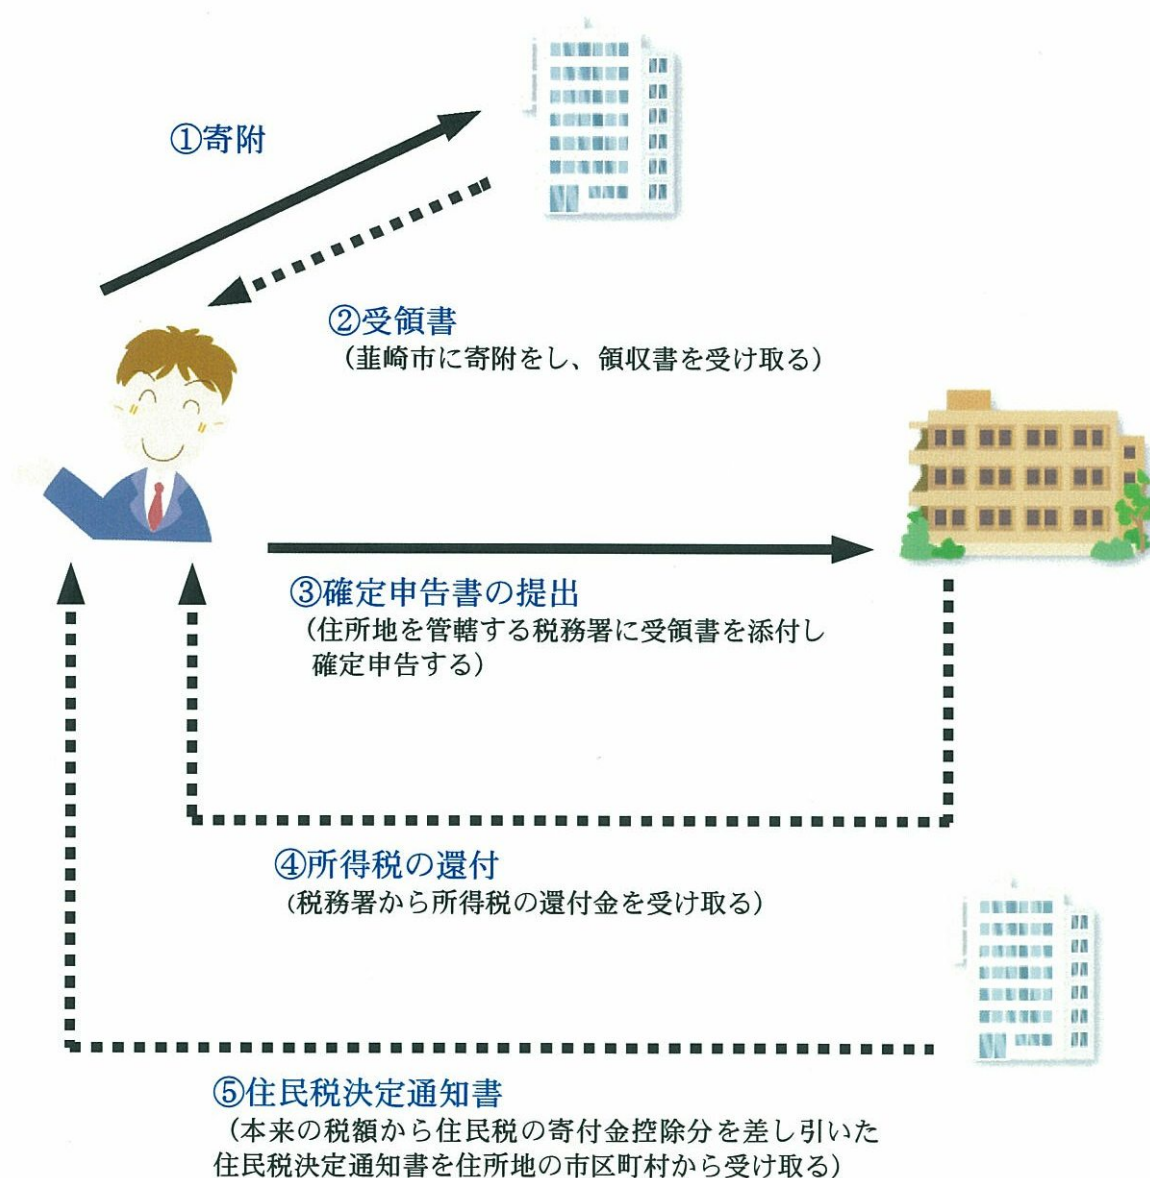 ①寄附
②受領書
（韮崎市に寄附をし、領収書を受け取る）
③確定申告書の提出
（住所地を管轄する税務署に受領書を添付し
確定申告する）
④所得税の還付
（税務署から所得税の還付金を受け取る）
⑤住民税決定通知書
（本来の税額から住民税の寄付金控除分を差し引いた
住民税決定通知書を住所地の市区町村から受け取る）